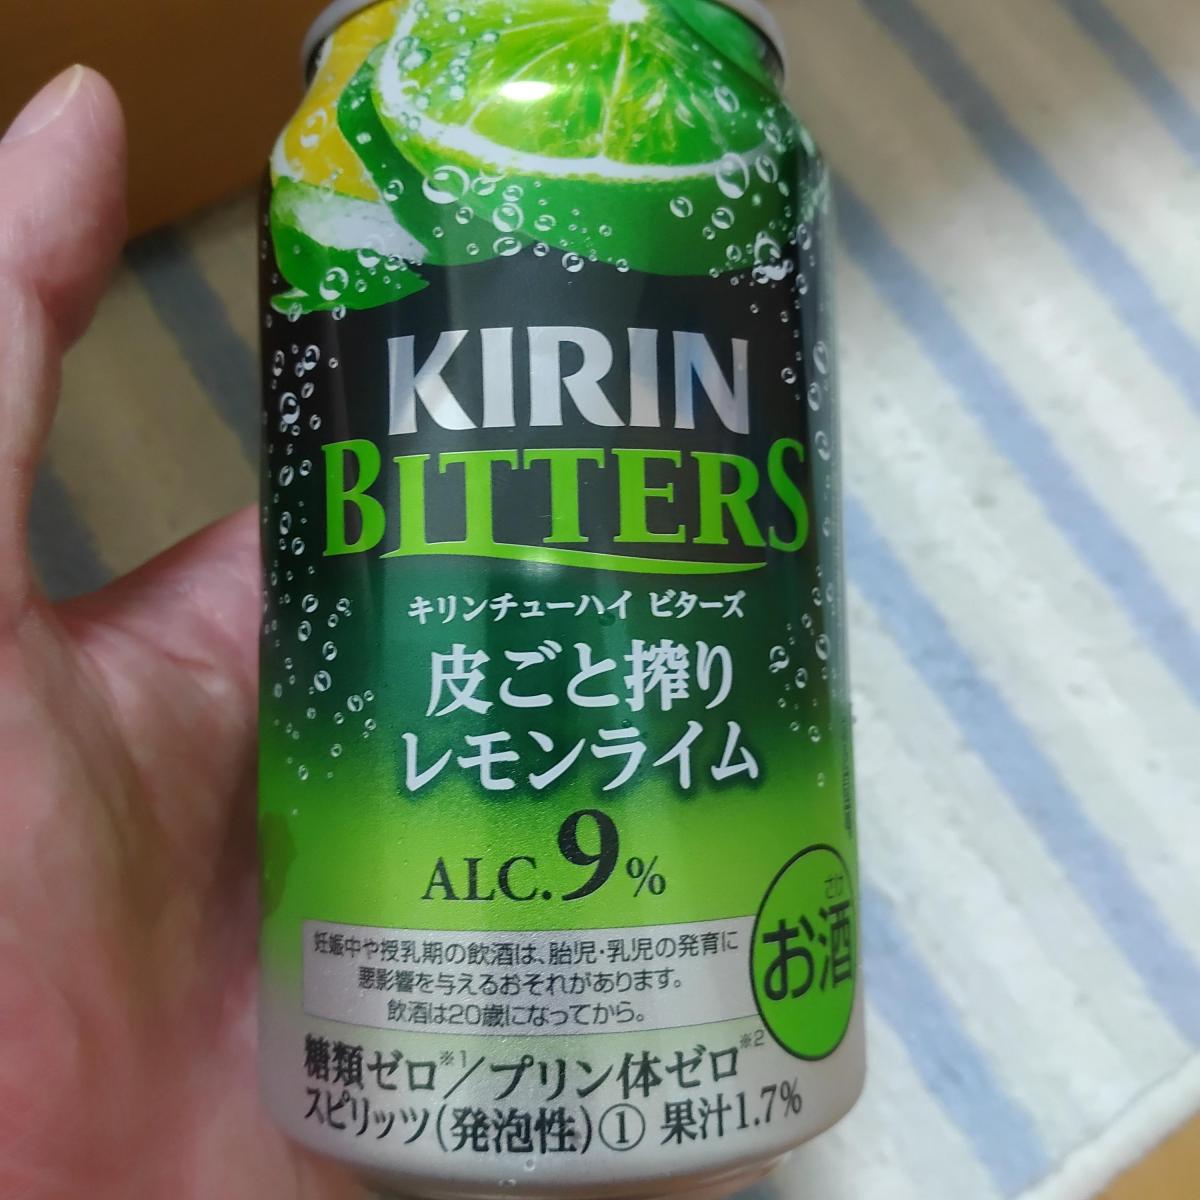 KIRIN
BITTERS
キリンチューハイ ビターズ
皮ごと搾り
レモンライム
ALC.9%
妊娠中や授乳期の飲酒は、胎児・乳児の発育に
悪影響を与えるおそれがあります。
飲酒は20歳になってから。
さけ
お酒
糖類ゼロ※1/プリン体ゼロ※2
スピリッツ(発泡性)① 果汁1.7%